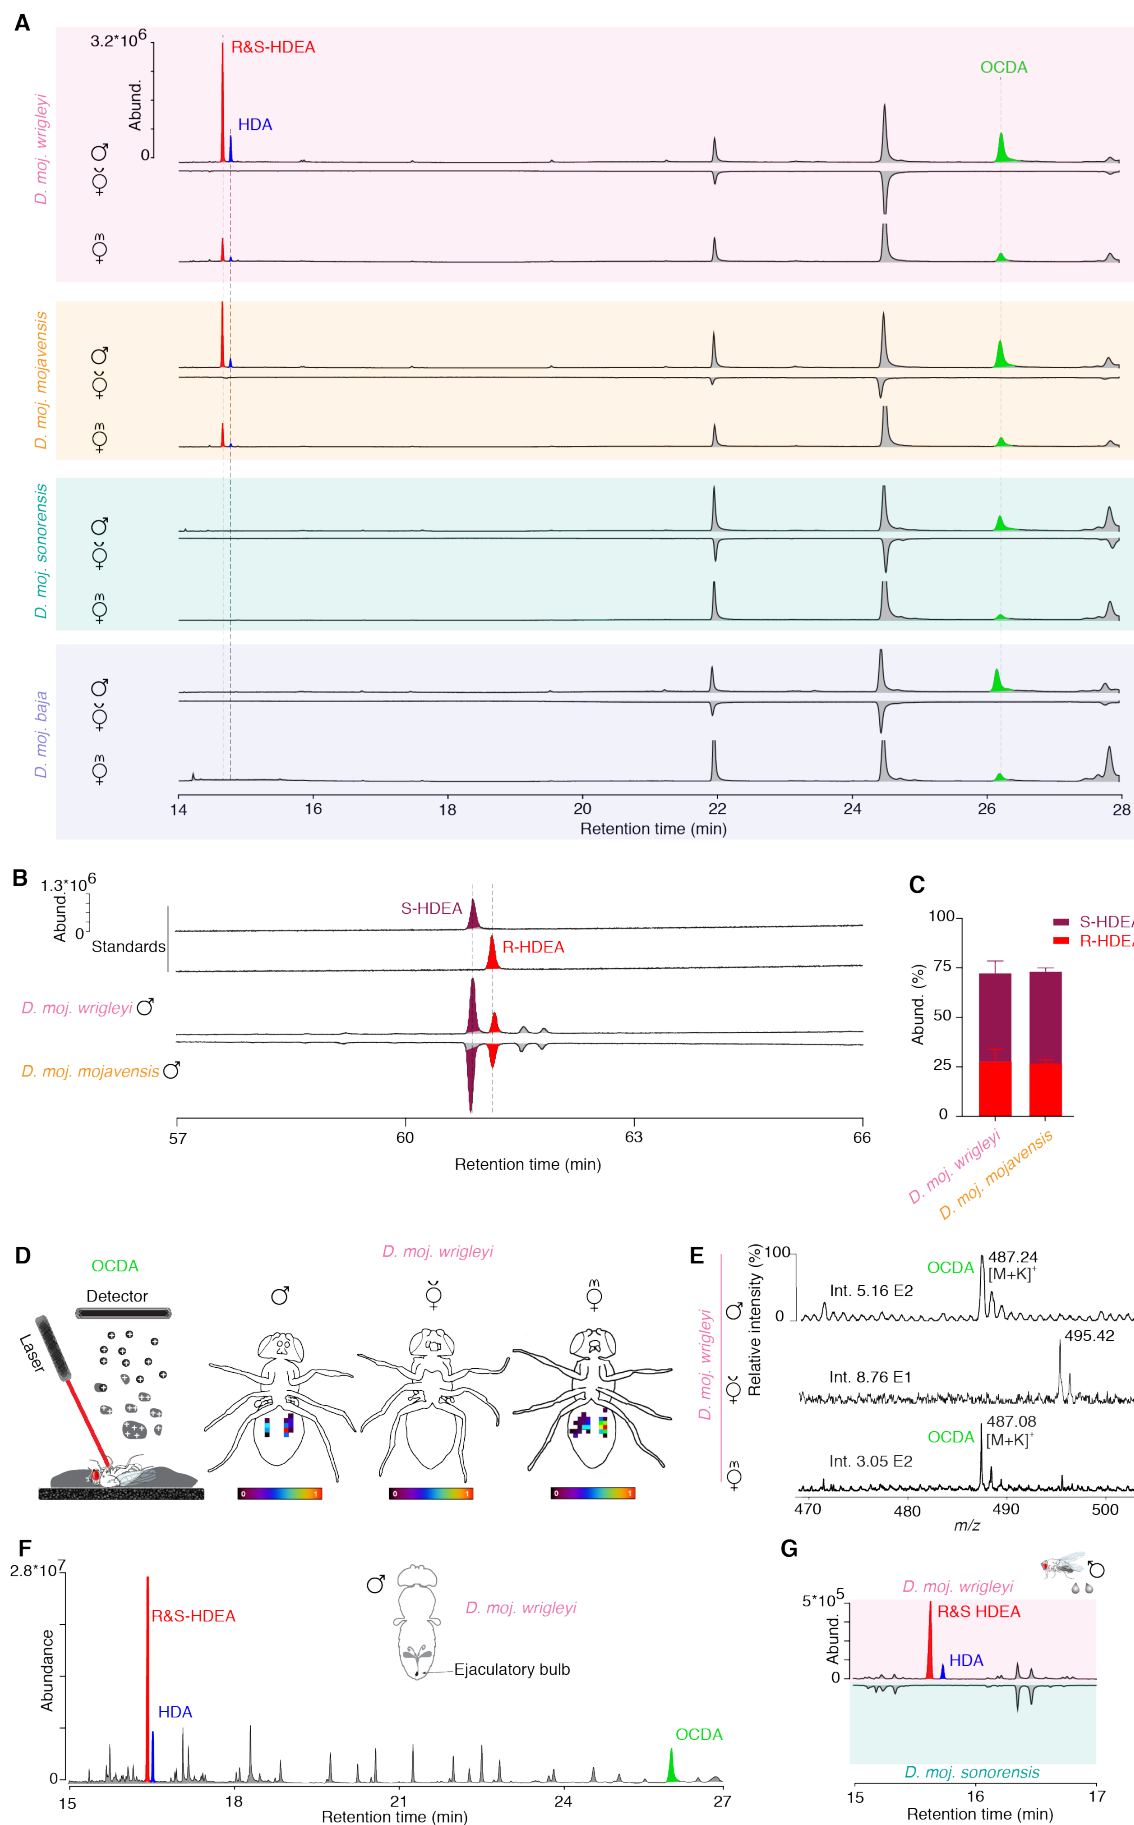 A
3.2*10^6
R&S-HDEA
HDA
OCDA
Abund.
0
D. moj. wrigleyi
D. moj. mojavensis
D. moj. sonorensis
D. moj. baja
14 16 18 20 22 24 26 28
Retention time (min)
B
1.3*10^6
Abund.
0
Standards
S-HDEA
R-HDEA
D. moj. wrigleyi ♂
D. moj. mojavensis ♂
57 60 63 66
Retention time (min)
C
100
75
50
25
0
Abund. (%)
S-HDEA
R-HDEA
D. moj. wrigleyi
D. moj. mojavensis
D
OCDA
Detector
Laser
D. moj. wrigleyi
0 1
0 1
0 1
E
D. moj. wrigleyi
Relative intensity (%)
100
0
OCDA
487.24
[M+K]+
Int. 5.16 E2
495.42
Int. 8.76 E1
OCDA
487.08
[M+K]+
Int. 3.05 E2
470 480 490 500
m/z
F
2.8*10^7
Abundance
0
R&S-HDEA
HDA
D. moj. wrigleyi
Ejaculatory bulb
OCDA
15 18 21 24 27
Retention time (min)
G
D. moj. wrigleyi
5*10^5
Abund.
0
R&S HDEA
HDA
D. moj. sonorensis
15 16 17
Retention time (min)